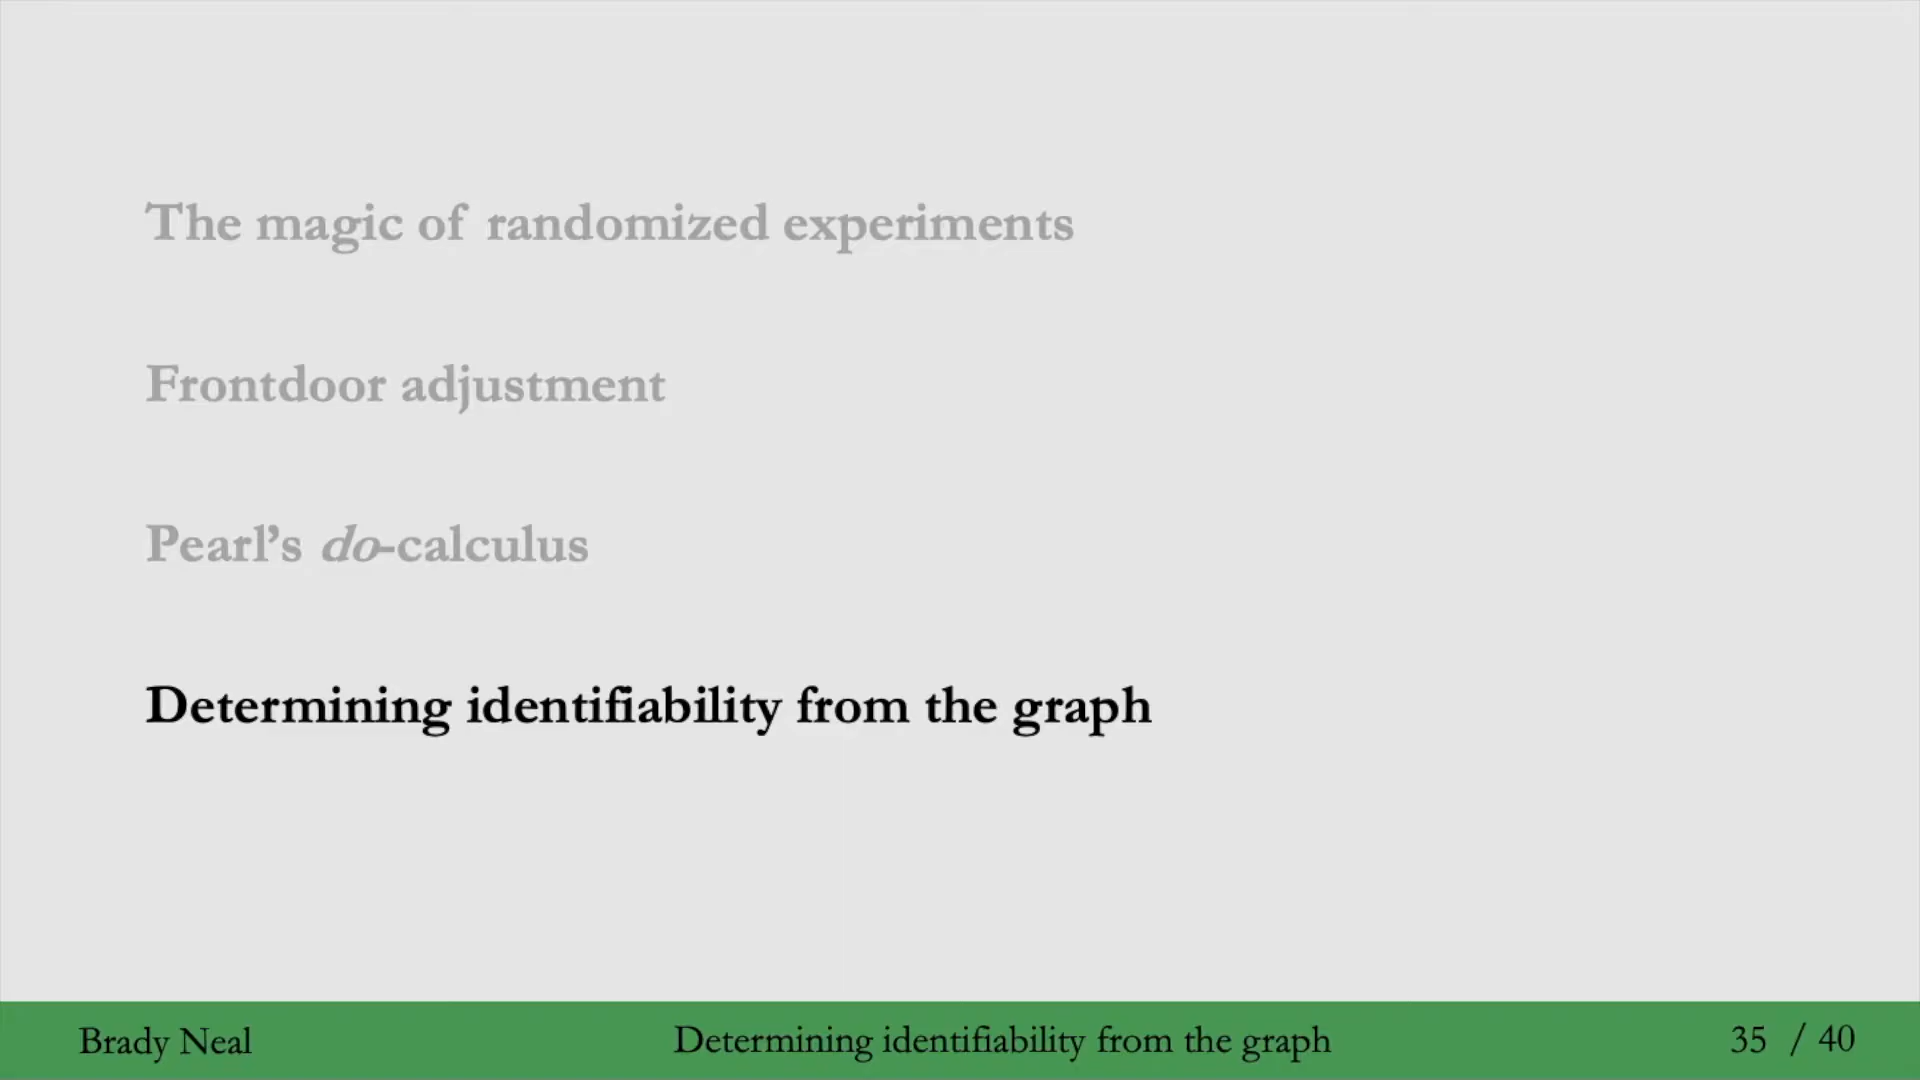 The magic of randomized experiments
Frontdoor adjustment
Pearl’s do-calculus
Determining identifiability from the graph
Brady Neal
Determining identifiability from the graph
35 / 40